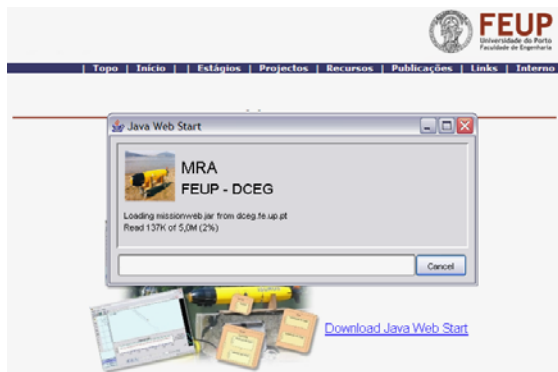 FEUP
Universidade do Porto
Faculdade de Engenharia
| Topo | Início | | Estágios | Projectos | Recursos | Publicações | Links | Interno
Java Web Start
MRA
FEUP - DCEG
Loading missionweb.jar from dceg.fe.up.pt
Read 137K of 5,0M (2%)
Cancel
Download Java Web Start